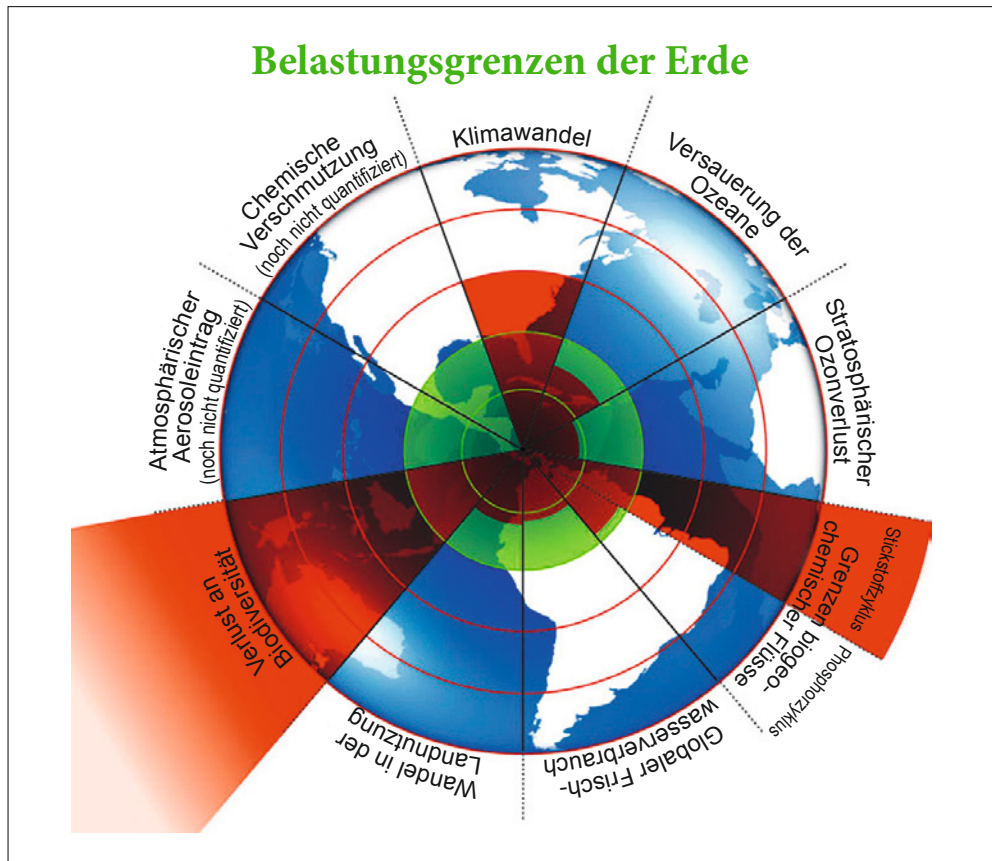 Belastungsgrenzen der Erde
Klimawandel
Versauerung der
Ozeane
Stratosphärischer
Ozonverlust
Stickstoffzyklus
Phosphorzyklus
Grenzen biogeo-
chemischer Flüsse
Globaler Frisch-
wasserverbrauch
Wandel in der
Landnutzung
Verlust an
Biodiversität
Atmosphärischer
Aerosoleintrag
(noch nicht quantifiziert)
Chemische
Verschmutzung
(noch nicht quantifiziert)